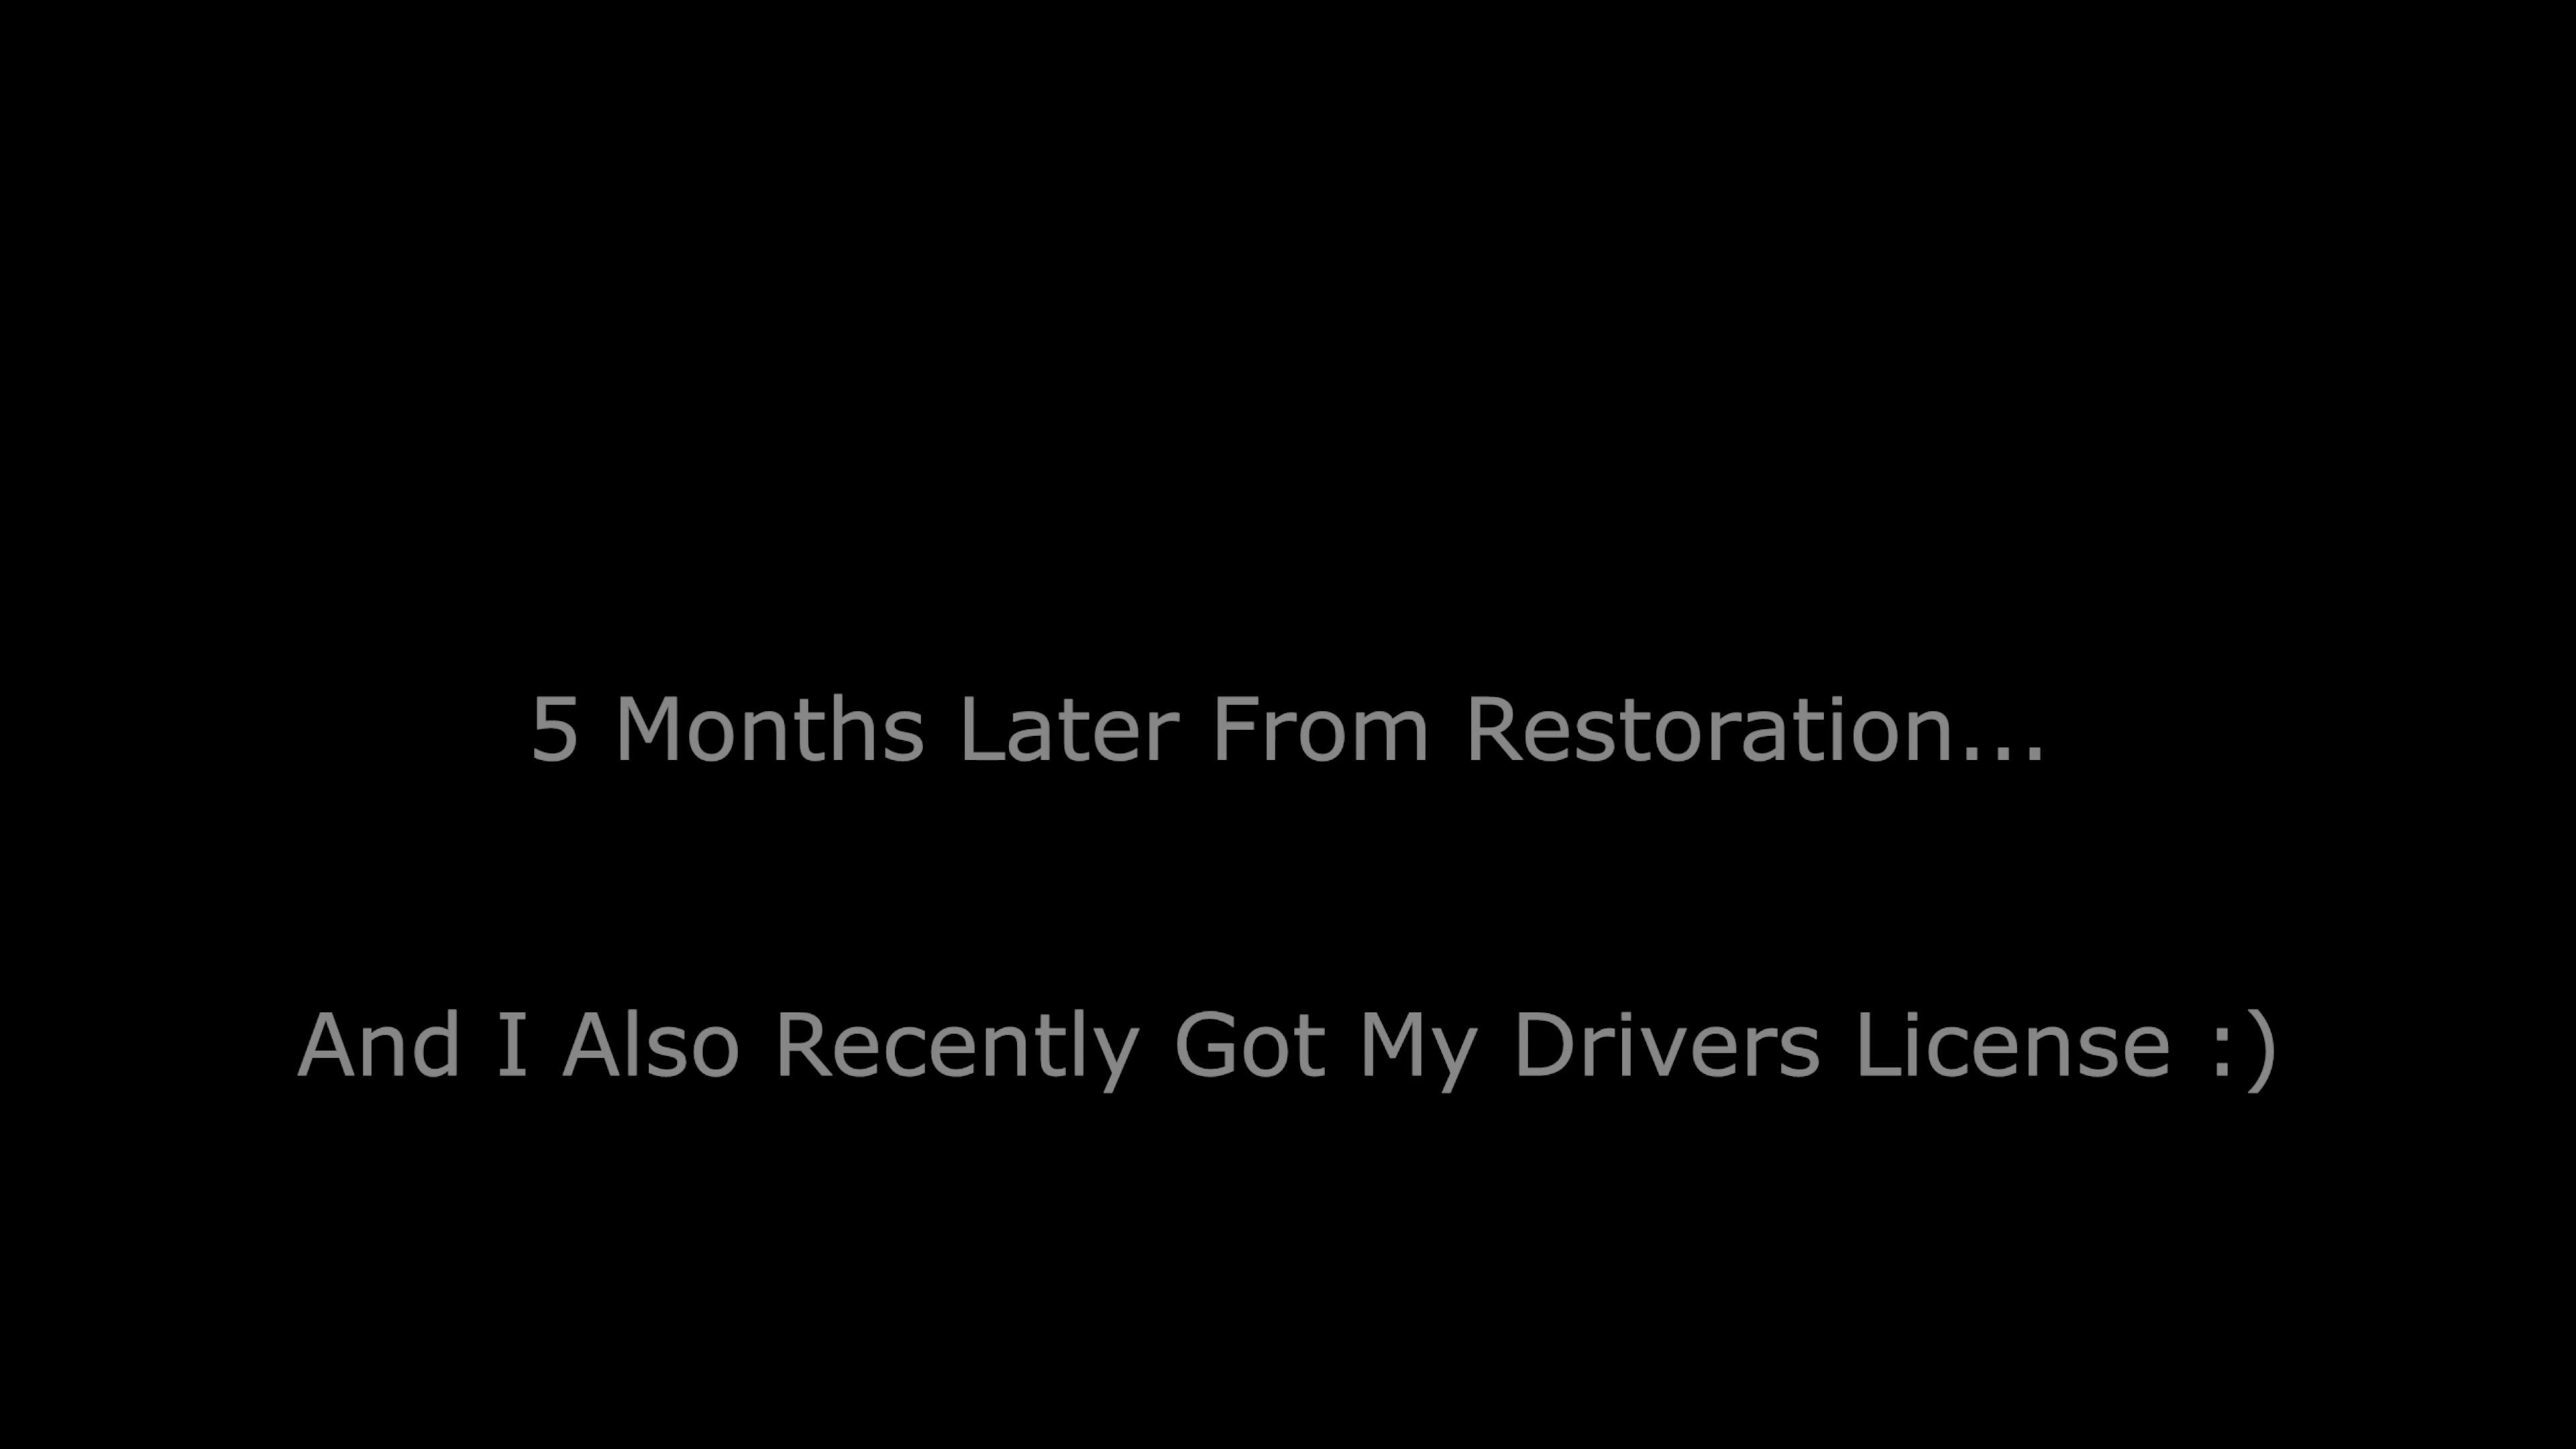 5 Months Later From Restoration...
And I Also Recently Got My Drivers License :)